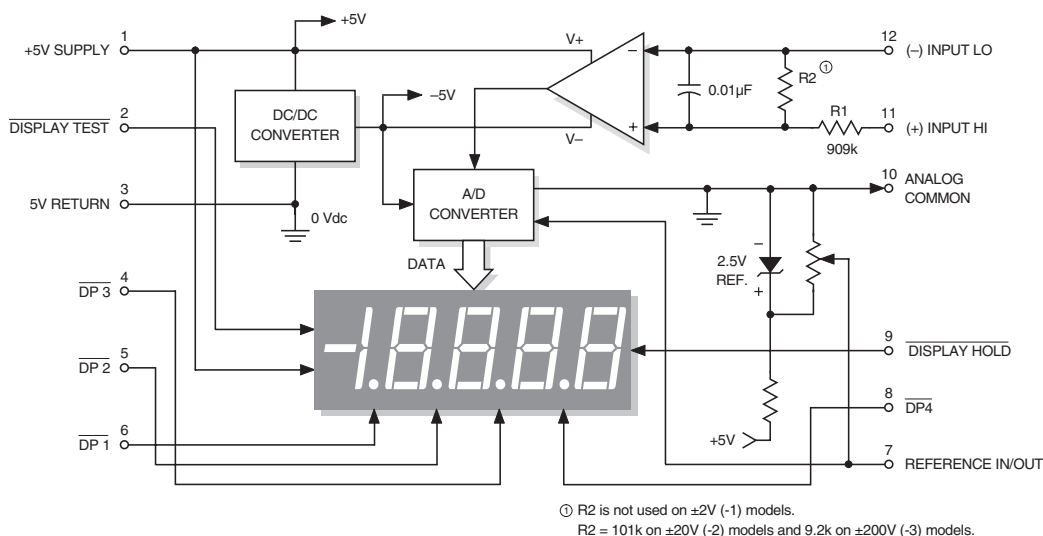 +5V SUPPLY
1
+5V
V+
12
(–) INPUT LO
R2 ①
0.01µF
–5V
DC/DC
CONVERTER
DISPLAY TEST
2
R1
909k
11
(+) INPUT HI
V–
–
+
5V RETURN
3
0 Vdc
A/D
CONVERTER
10
ANALOG
COMMON
DATA
–
2.5V
REF.
+
DP 3
4
-1.8.8.8.8
9
DISPLAY HOLD
DP 2
5
8
DP4
DP 1
6
+5V
7
REFERENCE IN/OUT
① R2 is not used on ±2V (-1) models.
R2 = 101k on ±20V (-2) models and 9.2k on ±200V (-3) models.